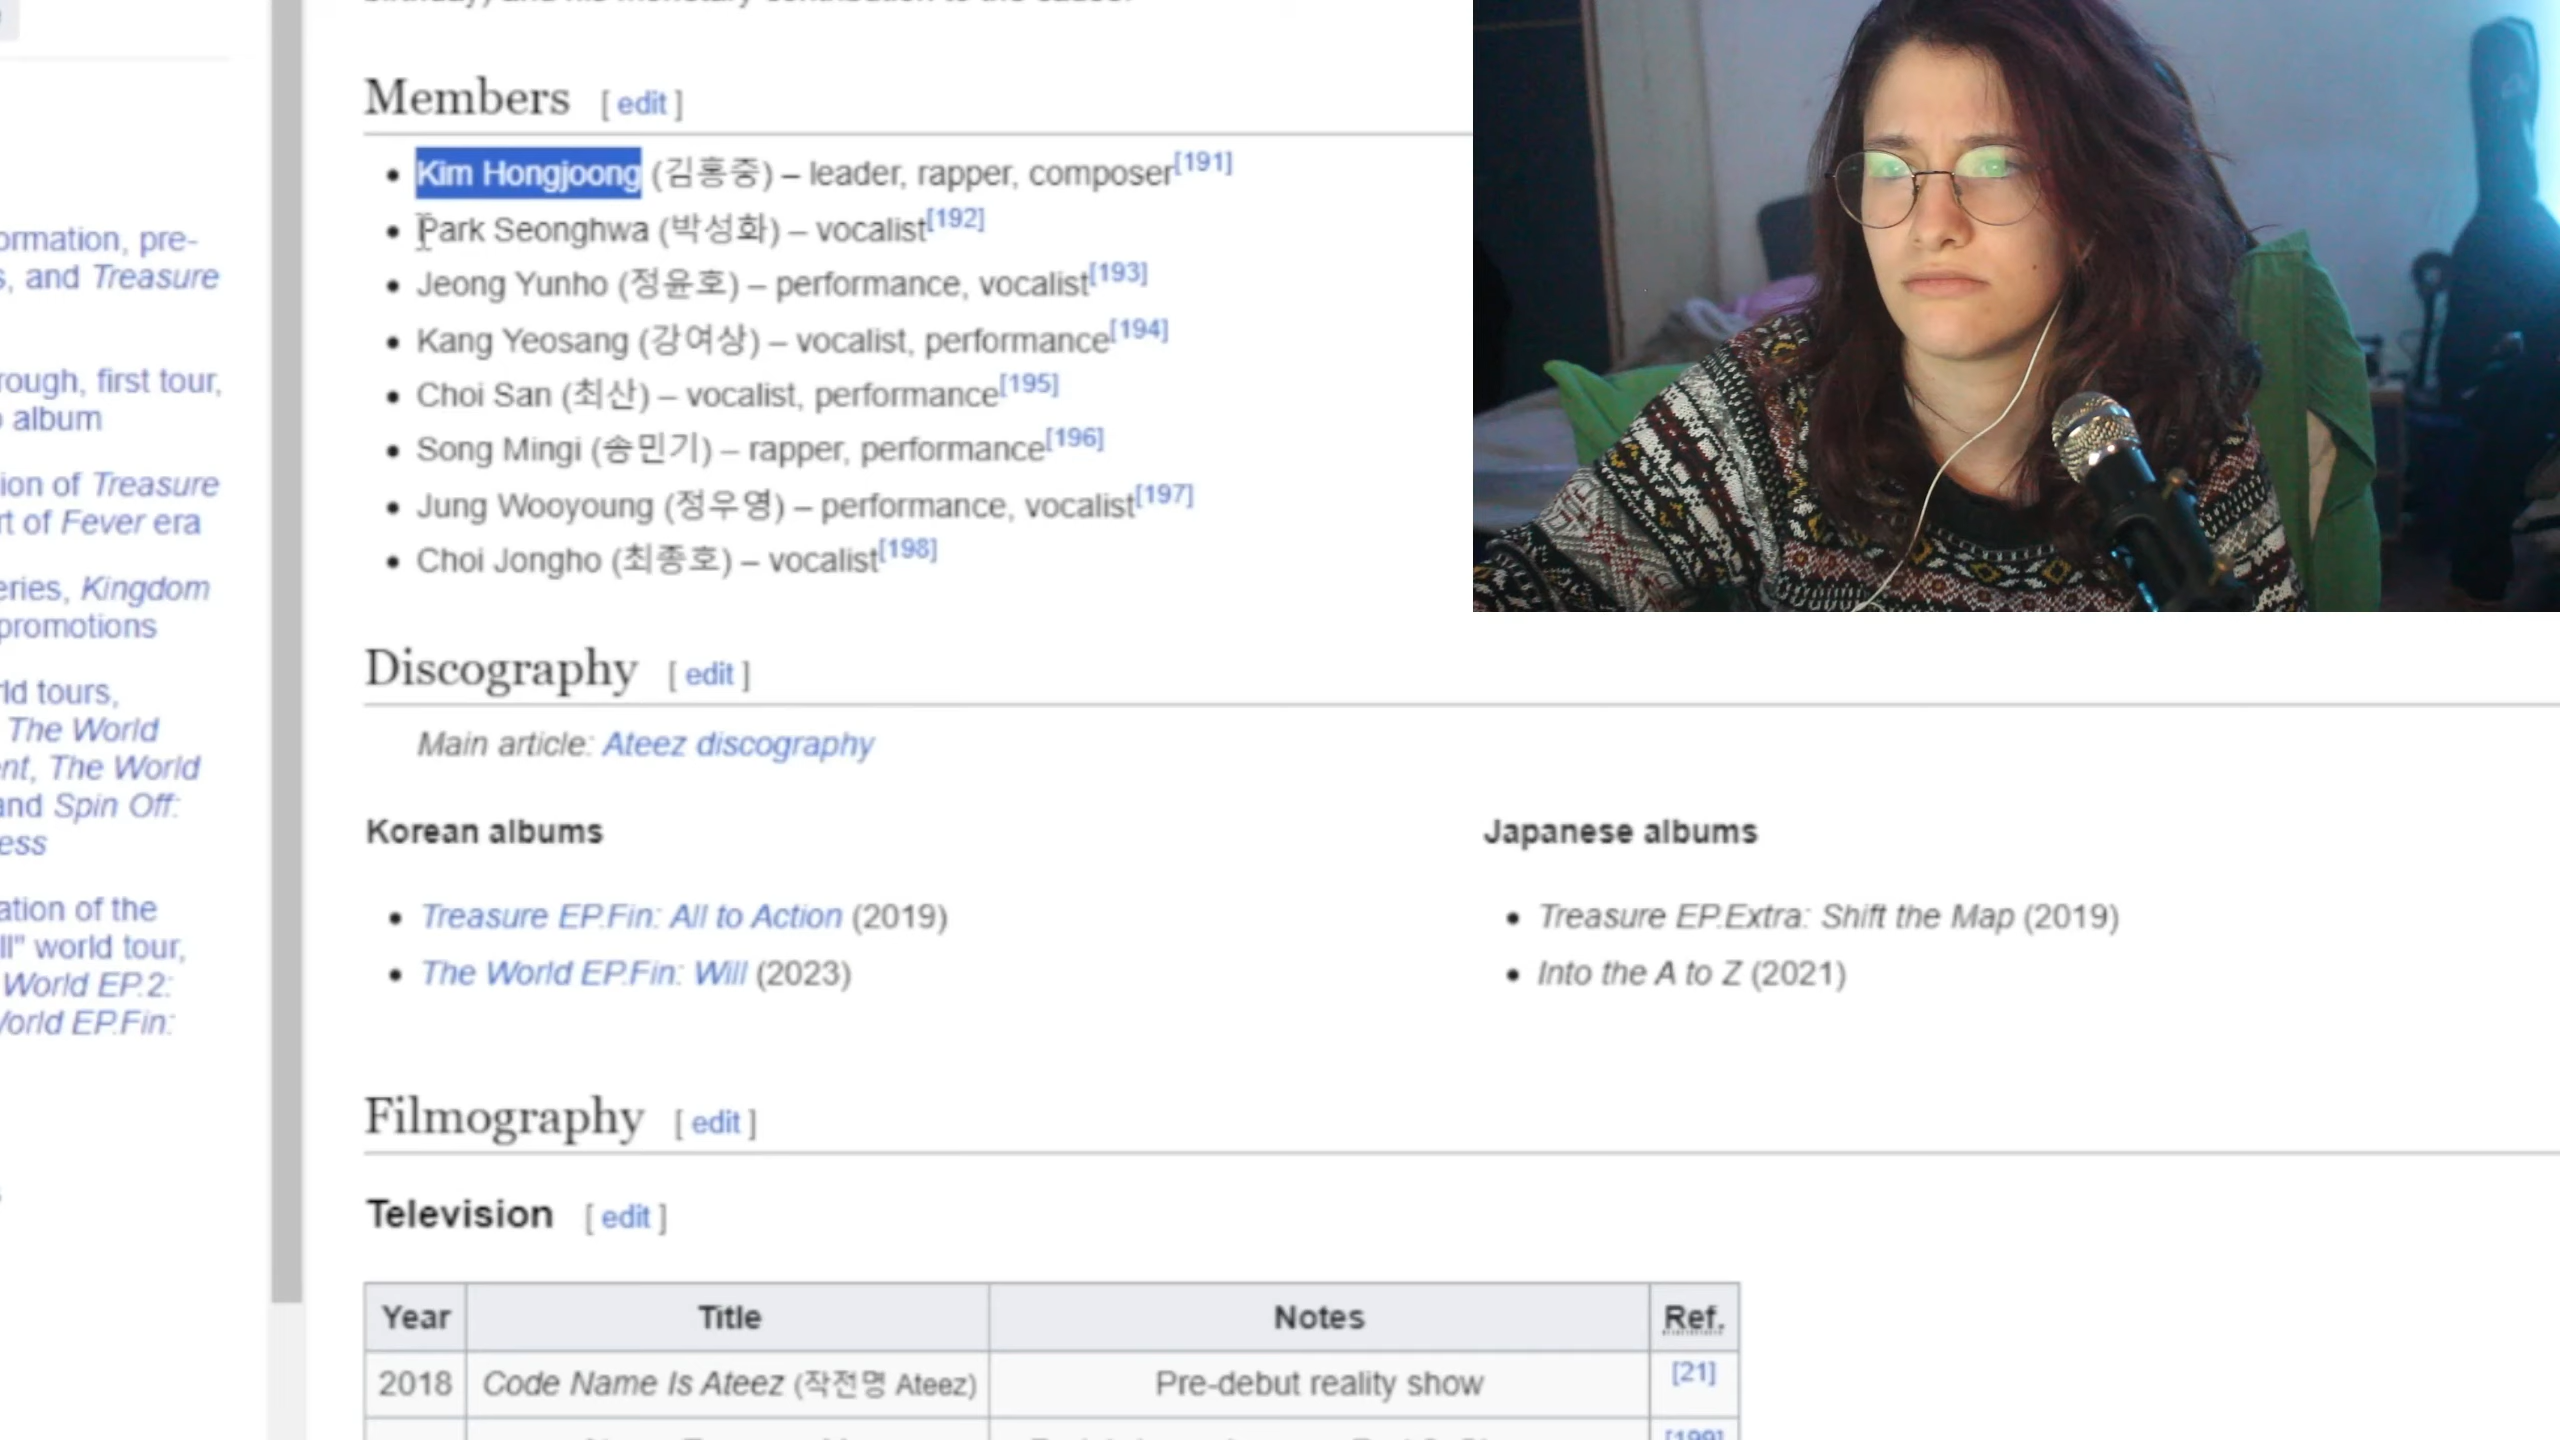 Members [ edit ]
Kim Hongjoong (김홍중) – leader, rapper, composer[191]
Park Seonghwa (박성화) – vocalist[192]
Jeong Yunho (정윤호) – performance, vocalist[193]
Kang Yeosang (강여상) – vocalist, performance[194]
Choi San (최산) – vocalist, performance[195]
Song Mingi (송민기) – rapper, performance[196]
Jung Wooyoung (정우영) – performance, vocalist[197]
Choi Jongho (최종호) – vocalist[198]
ormation, pre-
s, and Treasure
rough, first tour,
album
ion of Treasure
rt of Fever era
eries, Kingdom
promotions
rld tours,
The World
nt, The World
and Spin Off:
ess
ation of the
ll" world tour,
World EP.2:
World EP.Fin:
Discography [ edit ]
Main article: Ateez discography
Korean albums
Treasure EP.Fin: All to Action (2019)
The World EP.Fin: Will (2023)
Japanese albums
Treasure EP.Extra: Shift the Map (2019)
Into the A to Z (2021)
Filmography [ edit ]
Television [ edit ]
Year Title Notes Ref.
2018 Code Name Is Ateez (작전명 Ateez) Pre-debut reality show [21]
[199]